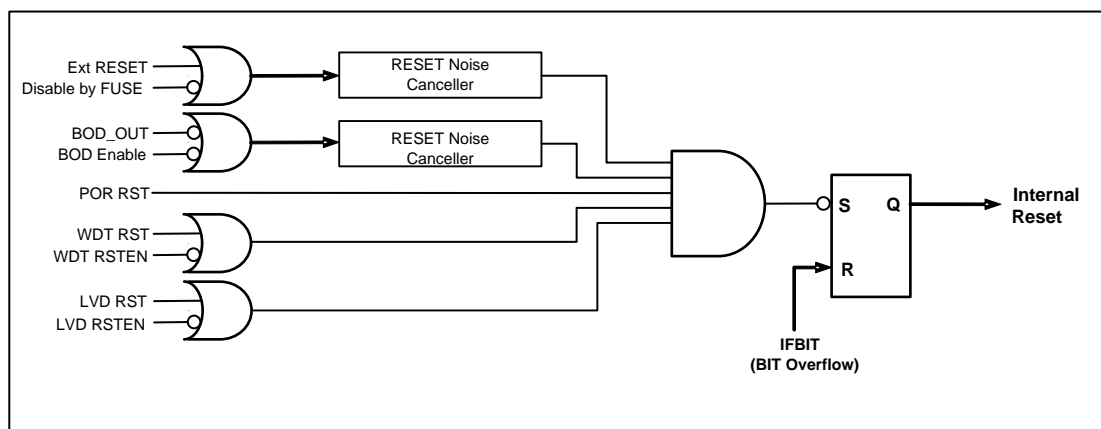 Ext RESET
Disable by FUSE
RESET Noise
Canceller
BOD_OUT
BOD Enable
RESET Noise
Canceller
POR RST
WDT RST
WDT RSTEN
LVD RST
LVD RSTEN
S
Q
R
Internal
Reset
IFBIT
(BIT Overflow)